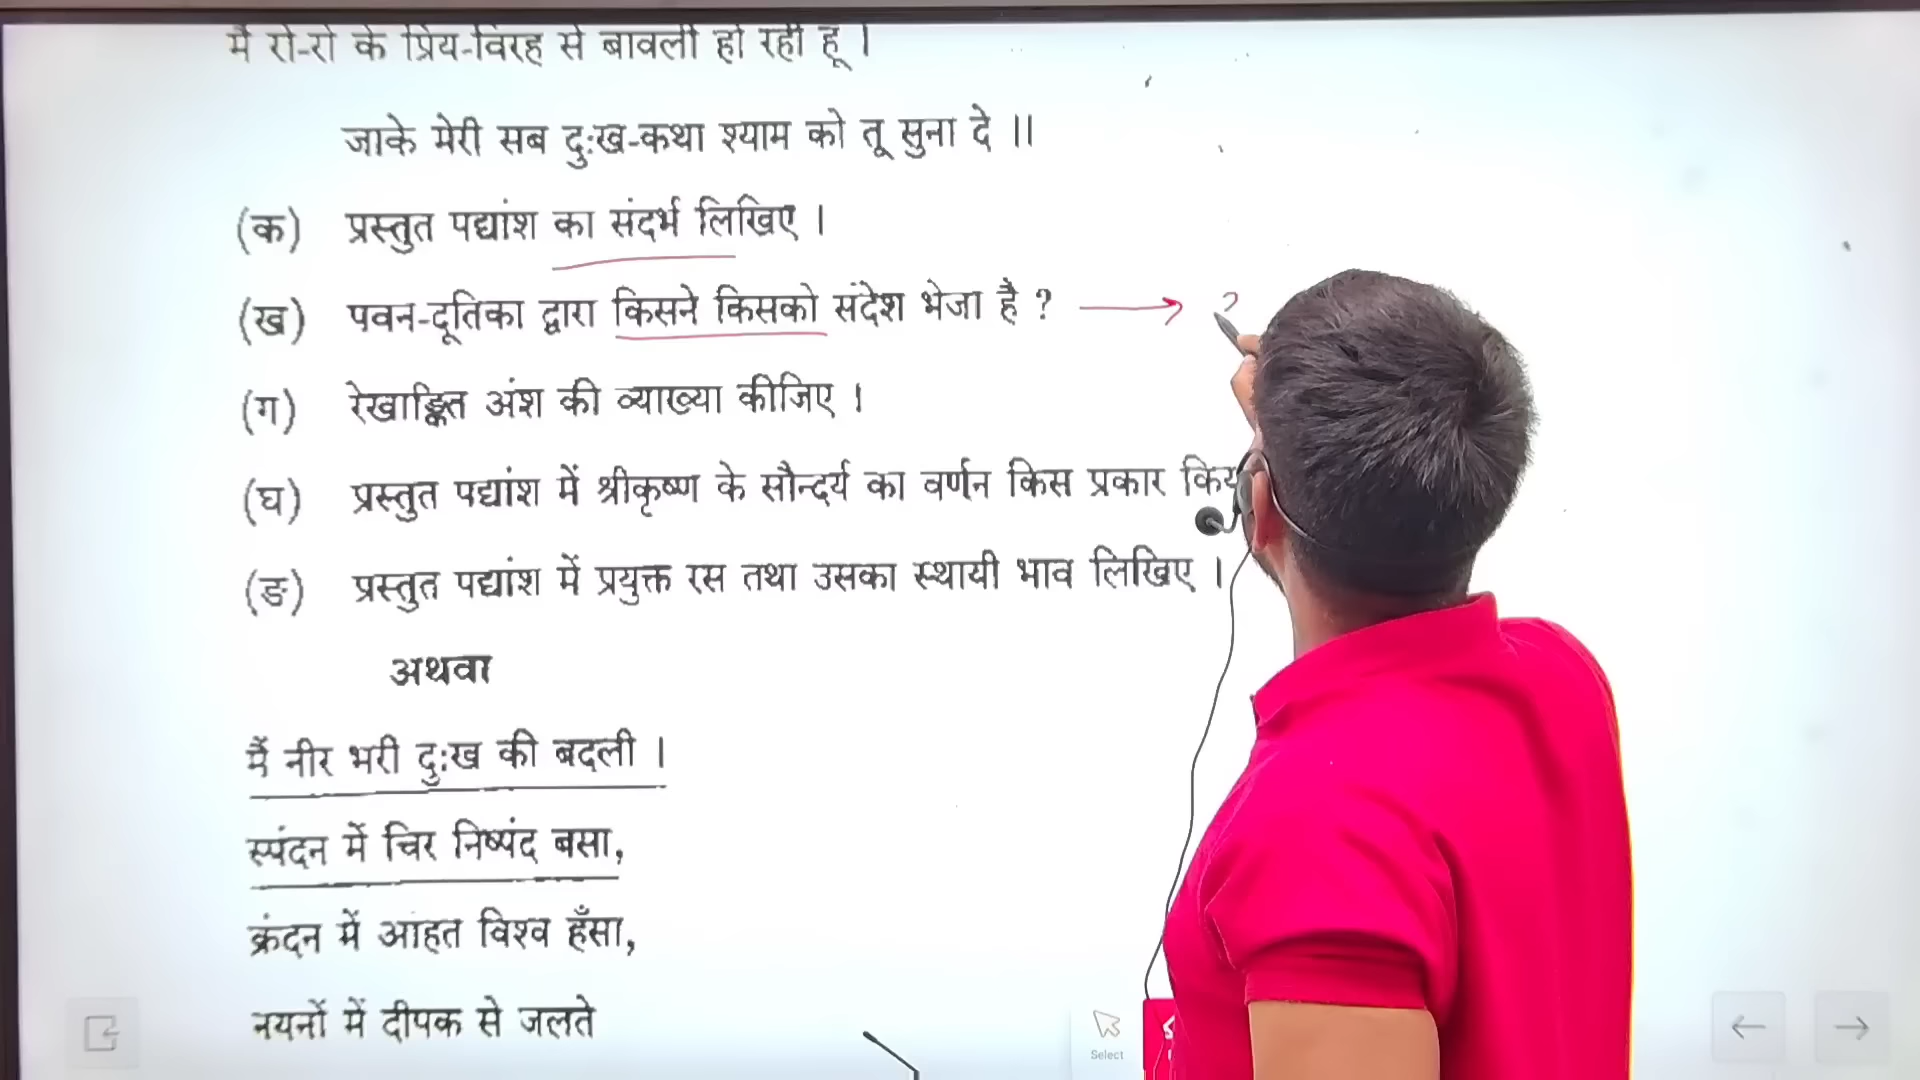 मैं रो-रो के प्रिय-विरह से बावली हो रही हूँ ।
जाके मेरी सब दुःख-कथा श्याम को तू सुना दे ॥
(क) प्रस्तुत पद्यांश का संदर्भ लिखिए ।
(ख) पवन-दूतिका द्वारा किसने किसको संदेश भेजा है ?
(ग) रेखाङ्कित अंश की व्याख्या कीजिए ।
(घ) प्रस्तुत पद्यांश में श्रीकृष्ण के सौन्दर्य का वर्णन किस प्रकार
(ङ) प्रस्तुत पद्यांश में प्रयुक्त रस तथा उसका स्थायी भाव लिखिए ।
अथवा
मैं नीर भरी दुःख की बदली ।
स्पंदन में चिर निष्पंद बसा,
क्रंदन में आहत विश्व हँसा,
नयनों में दीपक से जलते
Select